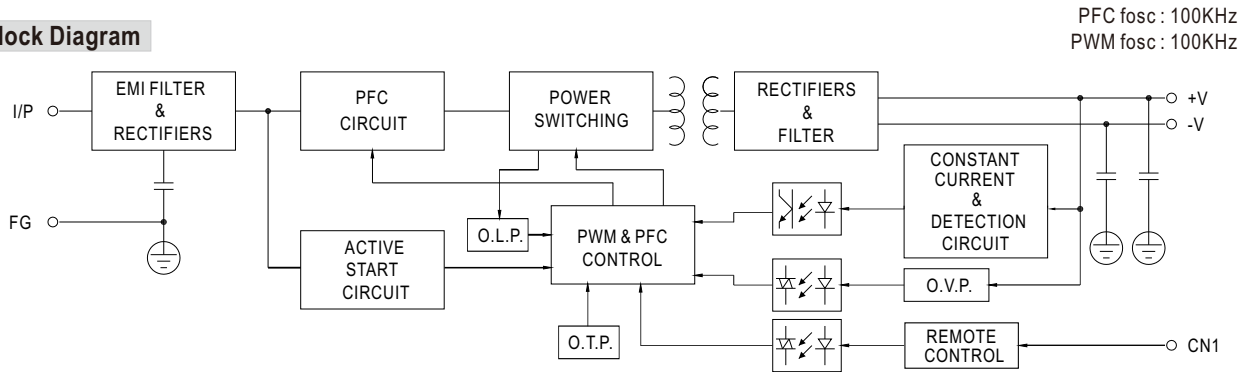 lock Diagram
PFC fosc : 100KHz
PWM fosc : 100KHz
I/P
EMI FILTER
&
RECTIFIERS
PFC
CIRCUIT
POWER
SWITCHING
RECTIFIERS
&
FILTER
+V
-V
FG
ACTIVE
START
CIRCUIT
O.L.P.
PWM & PFC
CONTROL
O.T.P.
CONSTANT
CURRENT
&
DETECTION
CIRCUIT
O.V.P.
REMOTE
CONTROL
CN1